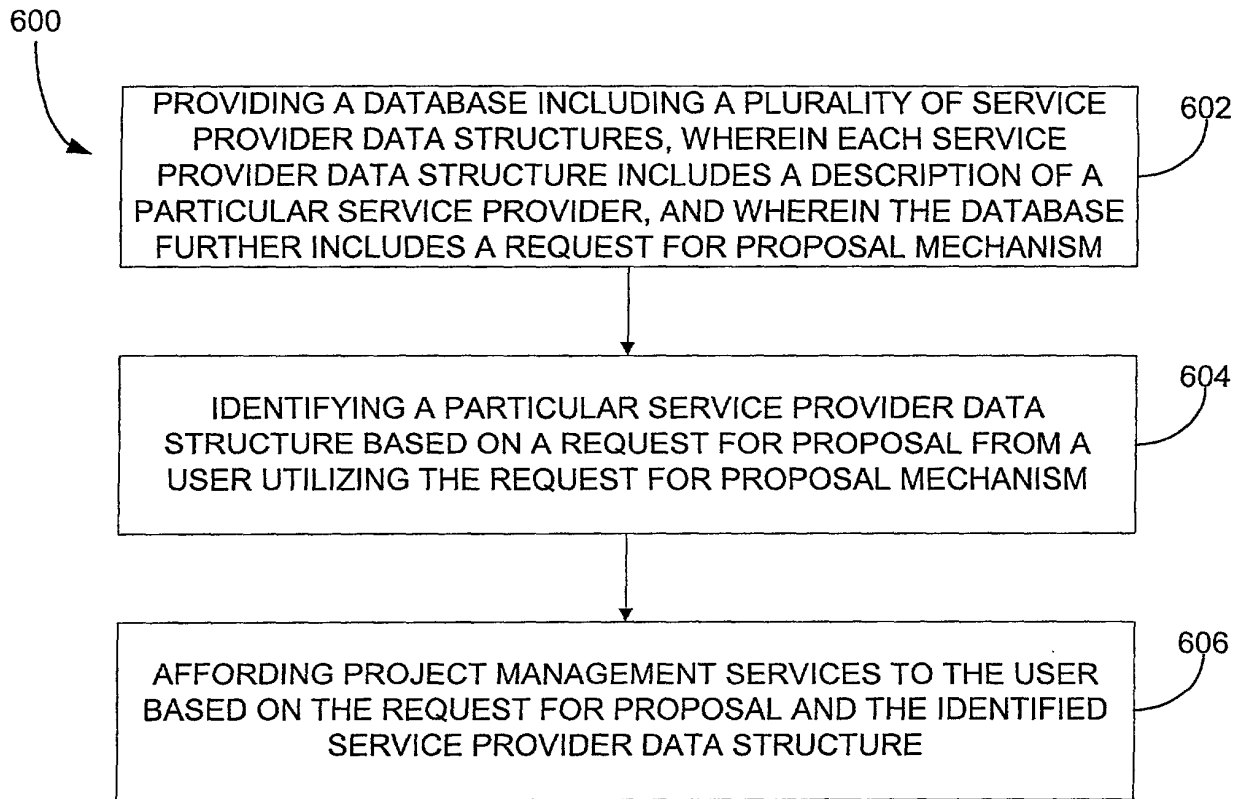 600
PROVIDING A DATABASE INCLUDING A PLURALITY OF SERVICE
PROVIDER DATA STRUCTURES, WHEREIN EACH SERVICE
PROVIDER DATA STRUCTURE INCLUDES A DESCRIPTION OF A
PARTICULAR SERVICE PROVIDER, AND WHEREIN THE DATABASE
FURTHER INCLUDES A REQUEST FOR PROPOSAL MECHANISM
602
IDENTIFYING A PARTICULAR SERVICE PROVIDER DATA
STRUCTURE BASED ON A REQUEST FOR PROPOSAL FROM A
USER UTILIZING THE REQUEST FOR PROPOSAL MECHANISM
604
AFFORDING PROJECT MANAGEMENT SERVICES TO THE USER
BASED ON THE REQUEST FOR PROPOSAL AND THE IDENTIFIED
SERVICE PROVIDER DATA STRUCTURE
606